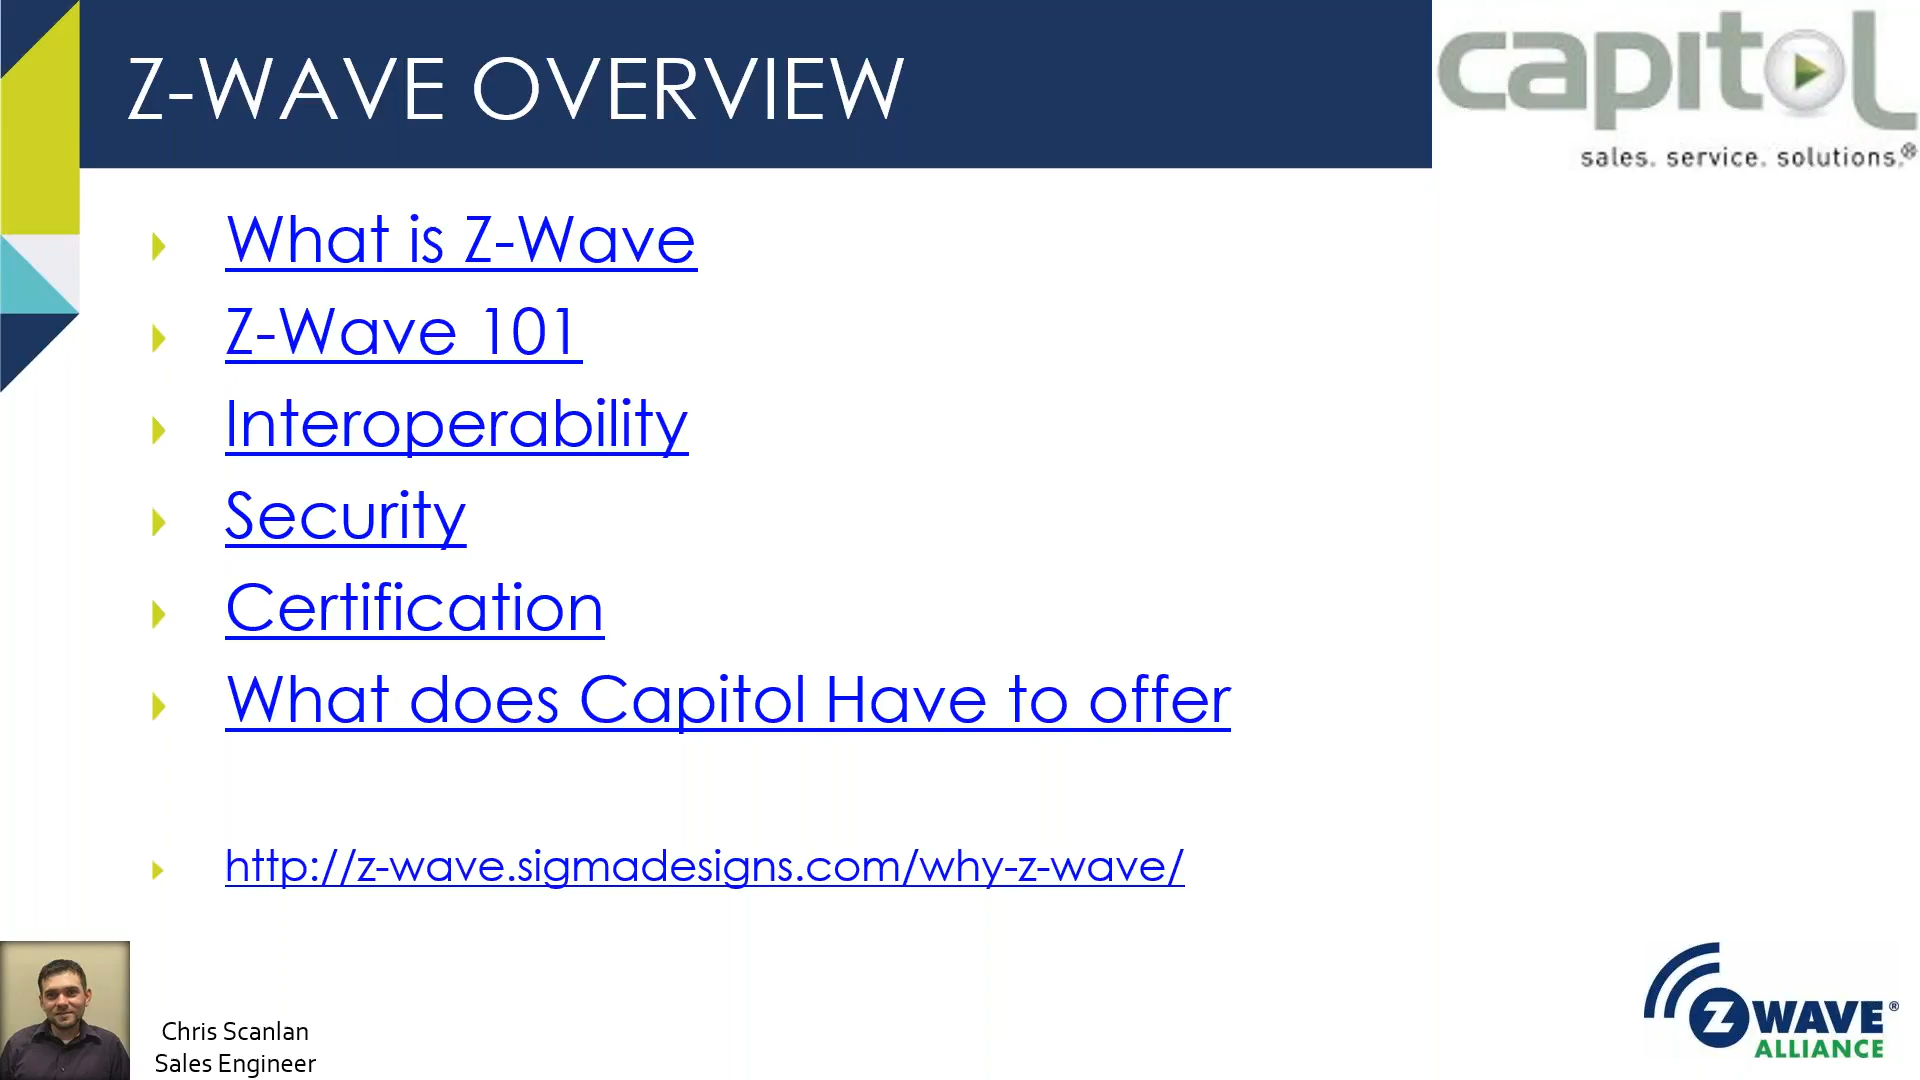 Z-WAVE OVERVIEW
capitol
sales. service. solutions.®
What is Z-Wave
Z-Wave 101
Interoperability
Security
Certification
What does Capitol Have to offer
http://z-wave.sigmadesigns.com/why-z-wave/
Chris Scanlan
Sales Engineer
Z WAVE®
ALLIANCE